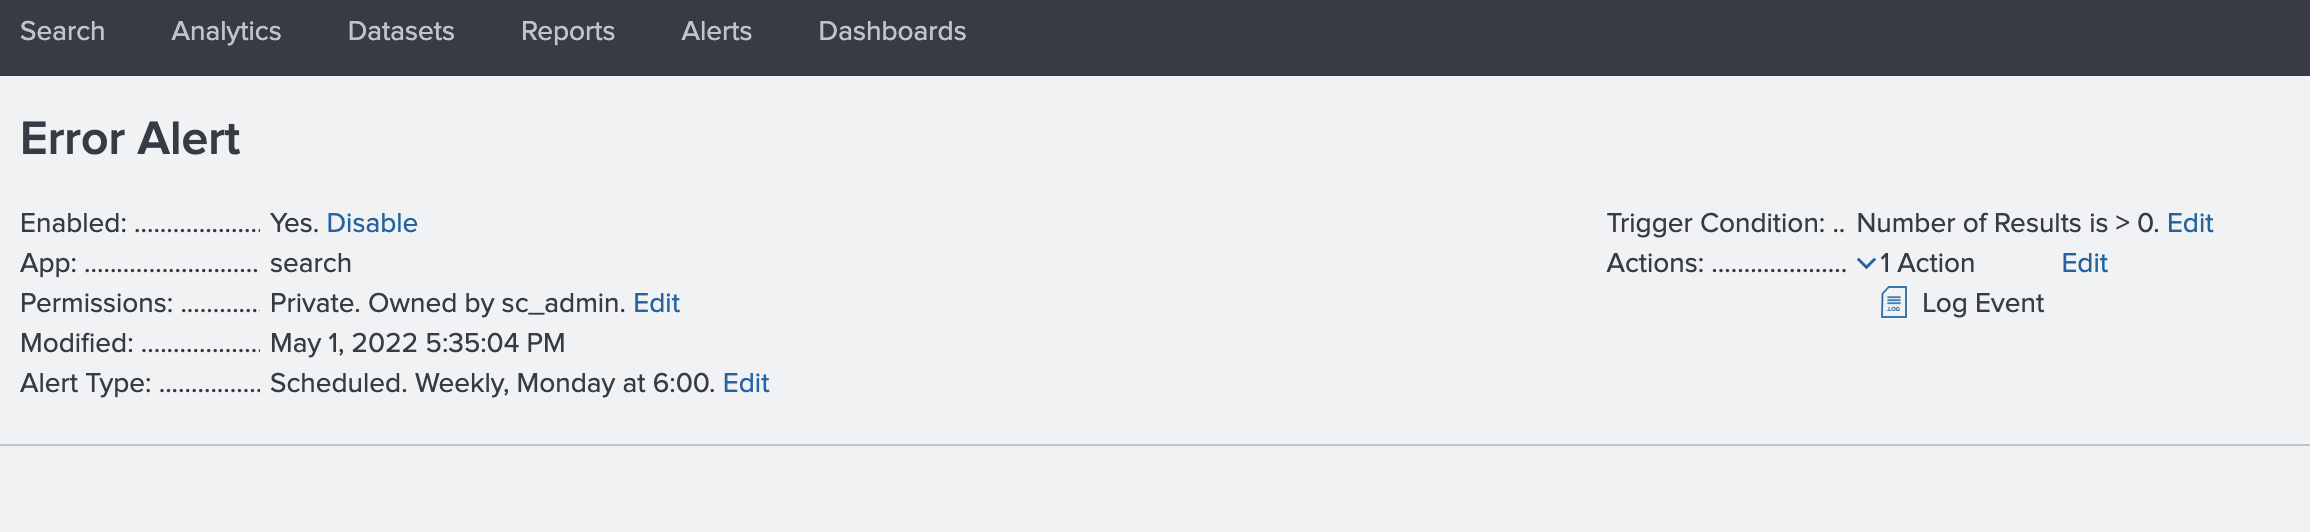 Search Analytics Datasets Reports Alerts Dashboards
Error Alert
Enabled: .................... Yes. Disable
App: ........................... search
Permissions: ............ Private. Owned by sc_admin. Edit
Modified: ................... May 1, 2022 5:35:04 PM
Alert Type: ................ Scheduled. Weekly, Monday at 6:00. Edit
Trigger Condition: .. Number of Results is > 0. Edit
Actions: ..................... 1 Action Edit
.LOG Log Event